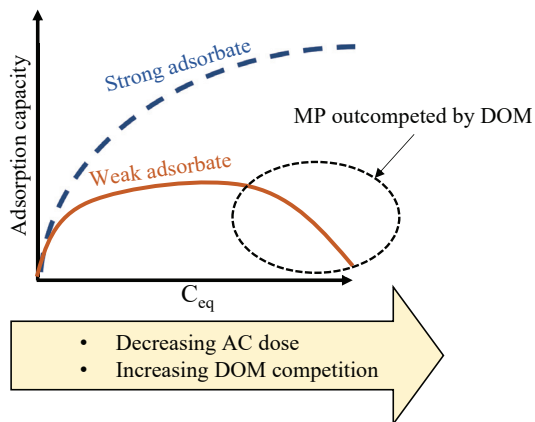 Adsorption capacity
Strong adsorbate
MP outcompeted by DOM
Weak adsorbate
Ceq
• Decreasing AC dose
• Increasing DOM competition